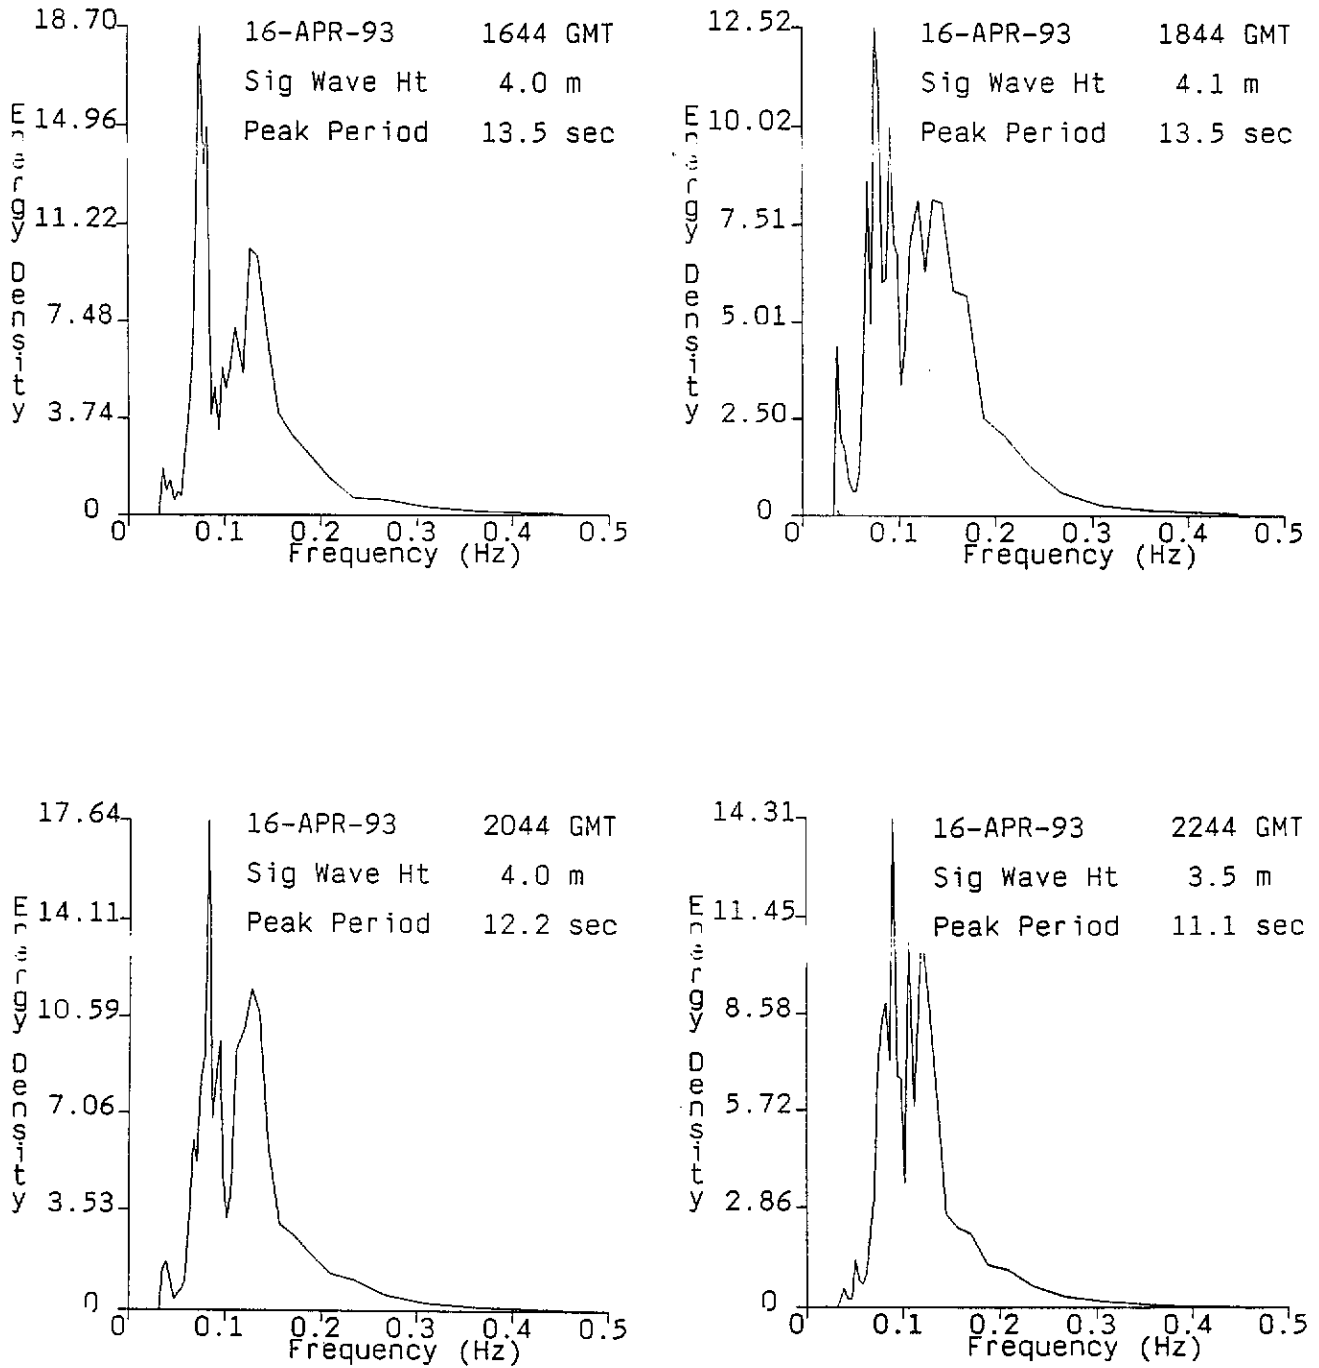 18.70
16-APR-93 1644 GMT
Sig Wave Ht 4.0 m
Peak Period 13.5 sec
14.96
11.22
7.48
3.74
0
Energy Density
0 0.1 0.2 0.3 0.4 0.5
Frequency (Hz)
12.52
16-APR-93 1844 GMT
Sig Wave Ht 4.1 m
Peak Period 13.5 sec
10.02
7.51
5.01
2.50
0
Energy Density
0 0.1 0.2 0.3 0.4 0.5
Frequency (Hz)
17.64
16-APR-93 2044 GMT
Sig Wave Ht 4.0 m
Peak Period 12.2 sec
14.11
10.59
7.06
3.53
0
Energy Density
0 0.1 0.2 0.3 0.4 0.5
Frequency (Hz)
14.31
16-APR-93 2244 GMT
Sig Wave Ht 3.5 m
Peak Period 11.1 sec
11.45
8.58
5.72
2.86
0
Energy Density
0 0.1 0.2 0.3 0.4 0.5
Frequency (Hz)